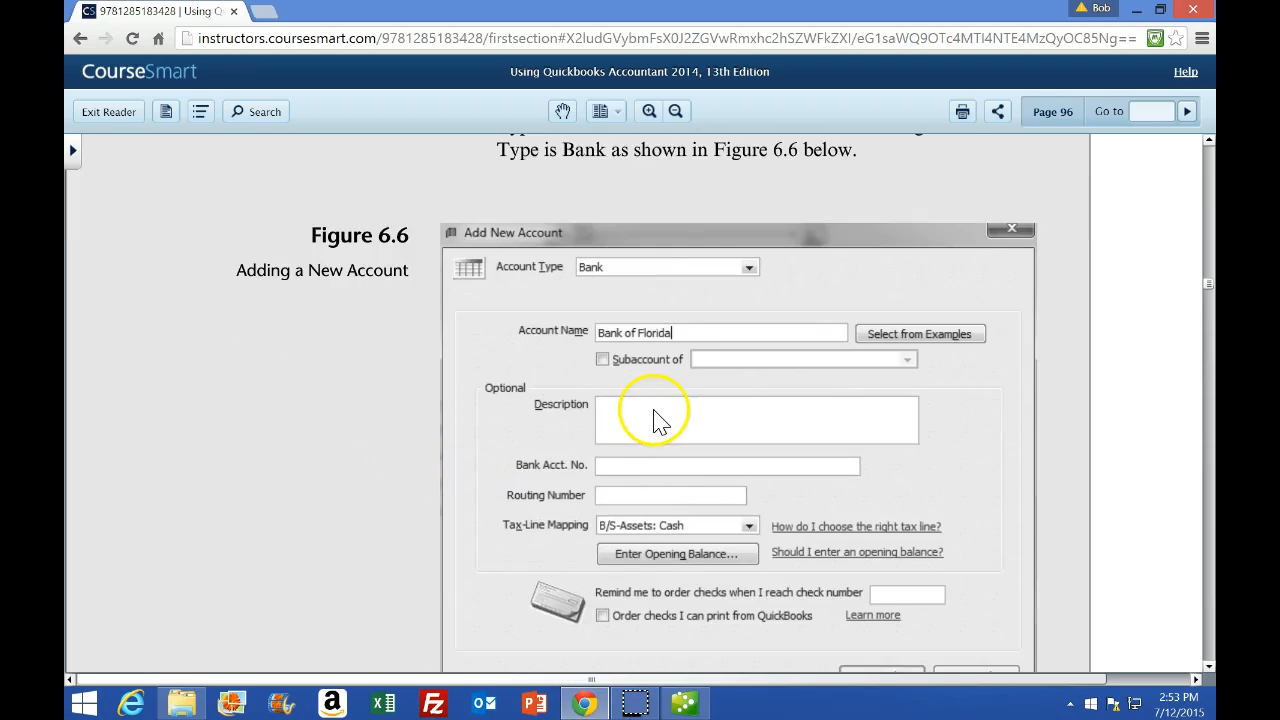 9781285183428 | Using Q
Bob
instructors.coursesmart.com/9781285183428/firstsection#X2ludGVybmFsX0J2ZGVwRmxhc2hSZWFkZXI/eG1saWQ9OTc4MTI4NTE4MzQyOC85Ng==
CourseSmart
Using Quickbooks Accountant 2014, 13th Edition
Help
Exit Reader
Search
Page 96
Go to
Type is Bank as shown in Figure 6.6 below.
Figure 6.6
Adding a New Account
Add New Account
Account Type Bank
Account Name Bank of Florida Select from Examples
Subaccount of
Optional
Description
Bank Acct. No.
Routing Number
Tax-Line Mapping B/S-Assets: Cash How do I choose the right tax line?
Enter Opening Balance... Should I enter an opening balance?
Remind me to order checks when I reach check number
Order checks I can print from QuickBooks Learn more
2:53 PM
7/12/2015